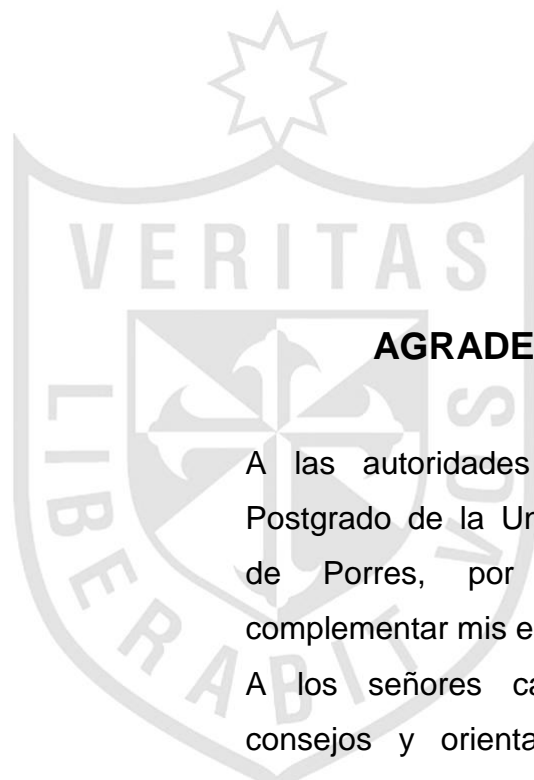 VERITAS
LIBERABIT VOS
AGRADE
A las autoridades
Postgrado de la Un
de Porres, por
complementar mis e
A los señores ca
consejos y orienta